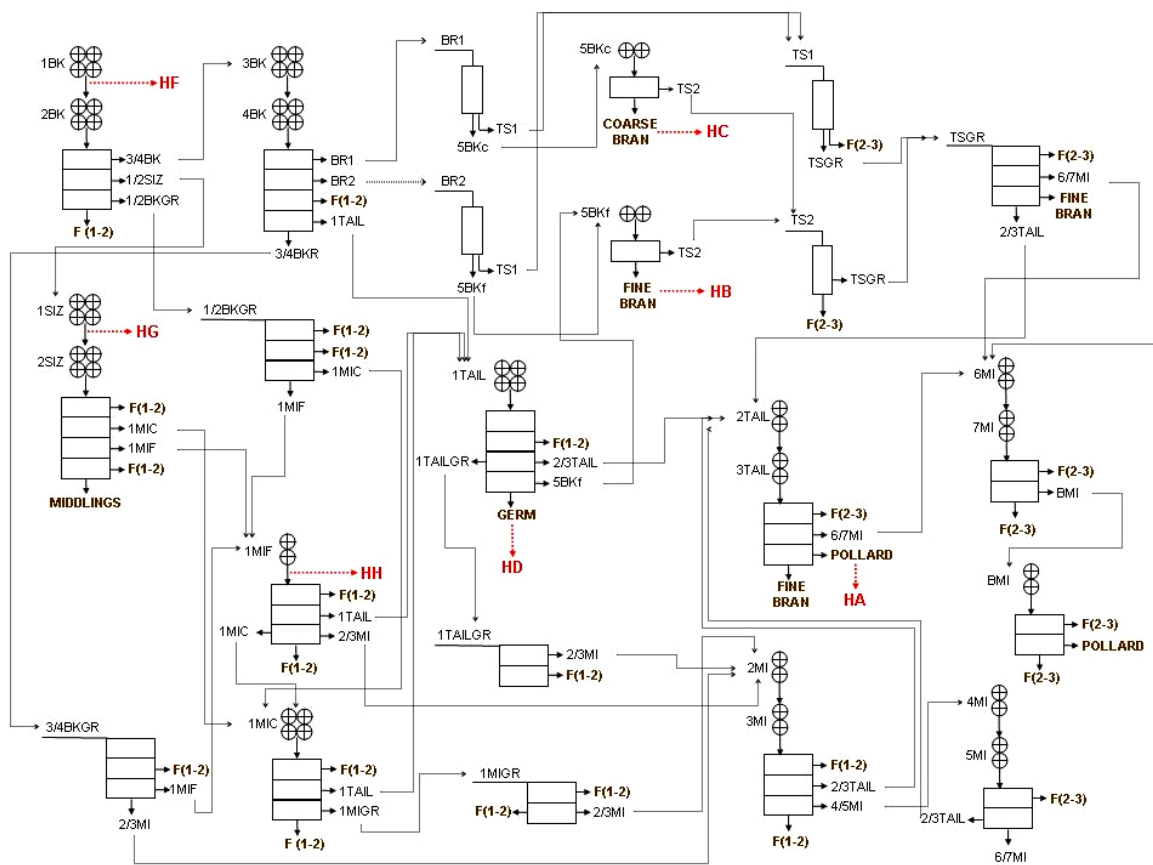 1BK
HF
2BK
3/4BK
1/2SIZ
1/2BKGR
F (1-2)
3BK
4BK
BR1
BR2
F(1-2)
1TAIL
3/4BKR
BR1
TS1
5BKc
BR2
TS1
5BKf
5BKc
TS2
COARSE
BRAN
HC
5BKf
TS2
FINE
BRAN
HB
TS1
F(2-3)
TSGR
TS2
TSGR
F(2-3)
TSGR
F(2-3)
6/7MI
FINE
BRAN
2/3TAIL
1SIZ
HG
2SIZ
F(1-2)
1MIC
1MIF
F(1-2)
MIDDLINGS
1/2BKGR
F(1-2)
F(1-2)
1MIC
1MIF
1TAIL
F(1-2)
1TAILGR
2/3TAIL
5BKf
GERM
HD
2TAIL
3TAIL
F(2-3)
6/7MI
POLLARD
FINE
BRAN
HA
6MI
7MI
F(2-3)
BMI
F(2-3)
BMI
F(2-3)
POLLARD
F(2-3)
1MIF
HH
F(1-2)
1TAIL
1MIC
2/3MI
F(1-2)
1TAILGR
2/3MI
F(1-2)
2MI
3MI
F(1-2)
2/3TAIL
4/5MI
F(1-2)
4MI
5MI
F(2-3)
2/3TAIL
6/7MI
3/4BKGR
F(1-2)
1MIF
2/3MI
1MIC
F(1-2)
1TAIL
1MIGR
F (1-2)
1MIGR
F(1-2)
F(1-2)
2/3MI